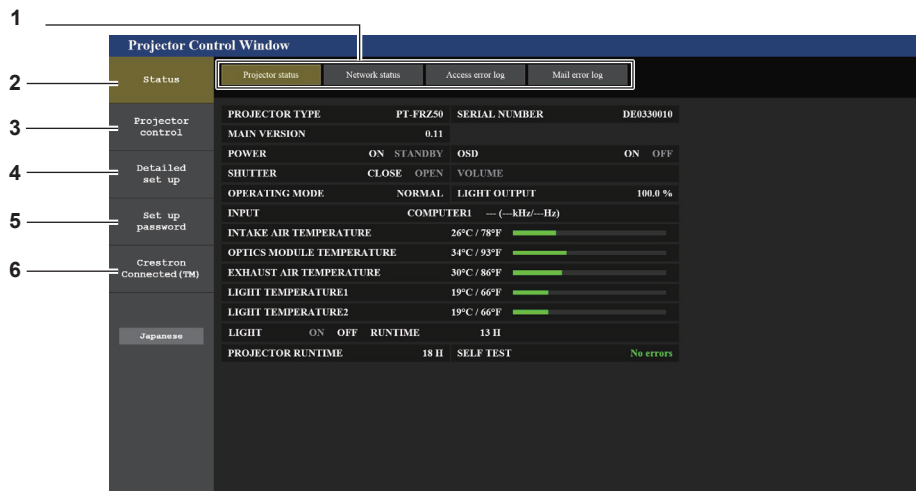 1
Projector Control Window
2
Status
Projector status Network status Access error log Mail error log
3
Projector
control
PROJECTOR TYPE PT-FRZ50 SERIAL NUMBER DE0330010
MAIN VERSION 0.11
POWER ON STANDBY OSD ON OFF
4
Detailed
set up
SHUTTER CLOSE OPEN VOLUME
OPERATING MODE NORMAL LIGHT OUTPUT 100.0 %
5
Set up
password
INPUT COMPUTER1 --- (---kHz/---Hz)
INTAKE AIR TEMPERATURE 26°C / 78°F
OPTICS MODULE TEMPERATURE 34°C / 93°F
6
Crestron
Connected(TM)
EXHAUST AIR TEMPERATURE 30°C / 86°F
LIGHT TEMPERATURE1 19°C / 66°F
LIGHT TEMPERATURE2 19°C / 66°F
Japanese
LIGHT ON OFF RUNTIME 13 H
PROJECTOR RUNTIME 18 H SELF TEST No errors